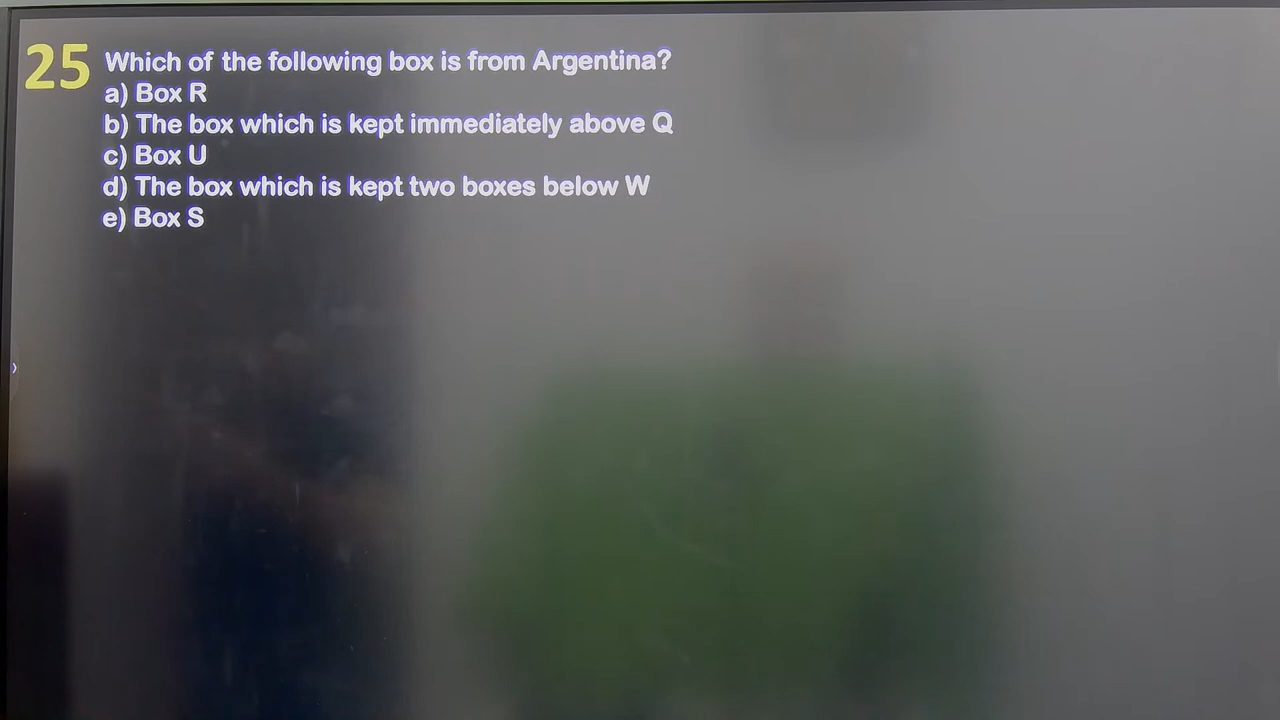 25 Which of the following box is from Argentina?
a) Box R
b) The box which is kept immediately above Q
c) Box U
d) The box which is kept two boxes below W
e) Box S